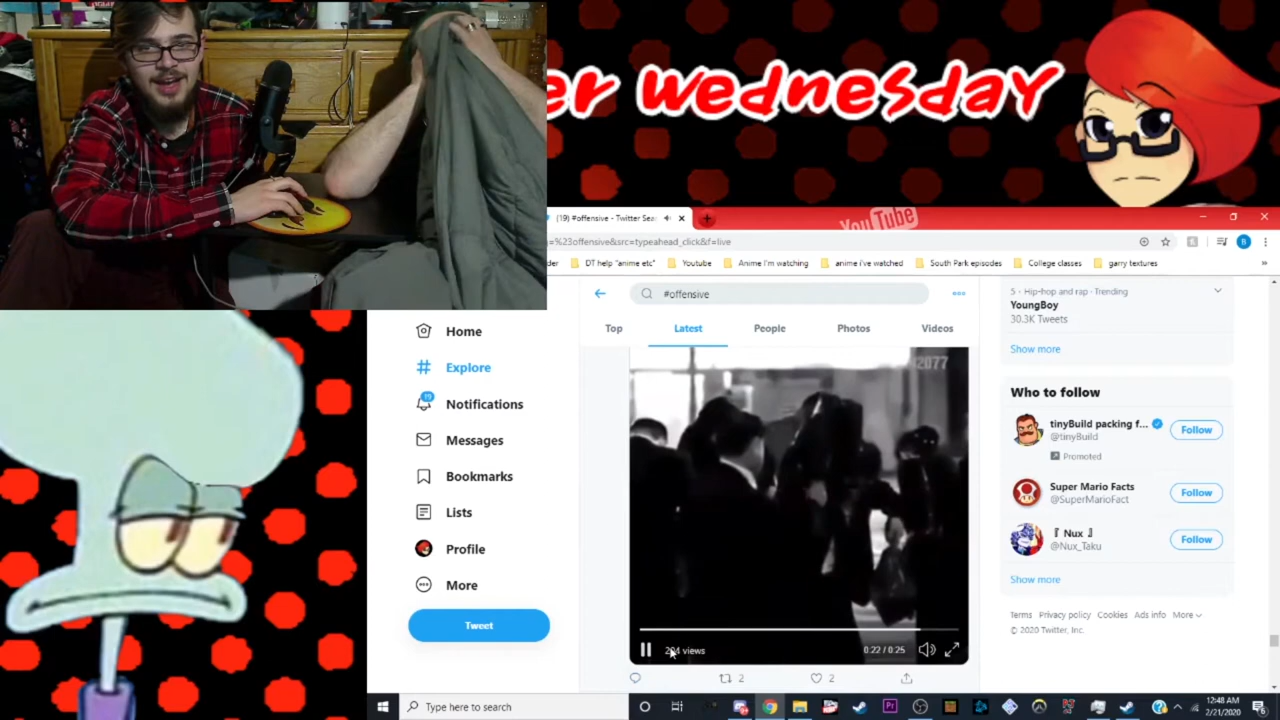 er wednesday
(19) #offensive - Twitter Sea
YouTube
=%23offensive&src=typeahead_click&f=live
der
DT help "anime etc"
Youtube
Anime i'm watching
anime i've watched
South Park episodes
College classes
garry textures
»
#offensive
Top
Latest
People
Photos
Videos
Home
Explore
19
Notifications
Messages
Bookmarks
Lists
Profile
More
Tweet
2077
views
0:22 / 0:25
2
2
5 · Hip-hop and rap · Trending
YoungBoy
30.3K Tweets
Show more
Who to follow
tinyBuild packing f...
@tinyBuild
Follow
Promoted
Super Mario Facts
@SuperMarioFact
Follow
『 Nux 』
@Nux_Taku
Follow
Show more
Terms Privacy policy Cookies Ads info More
© 2020 Twitter, Inc.
Type here to search
12:48 AM
2/21/2020